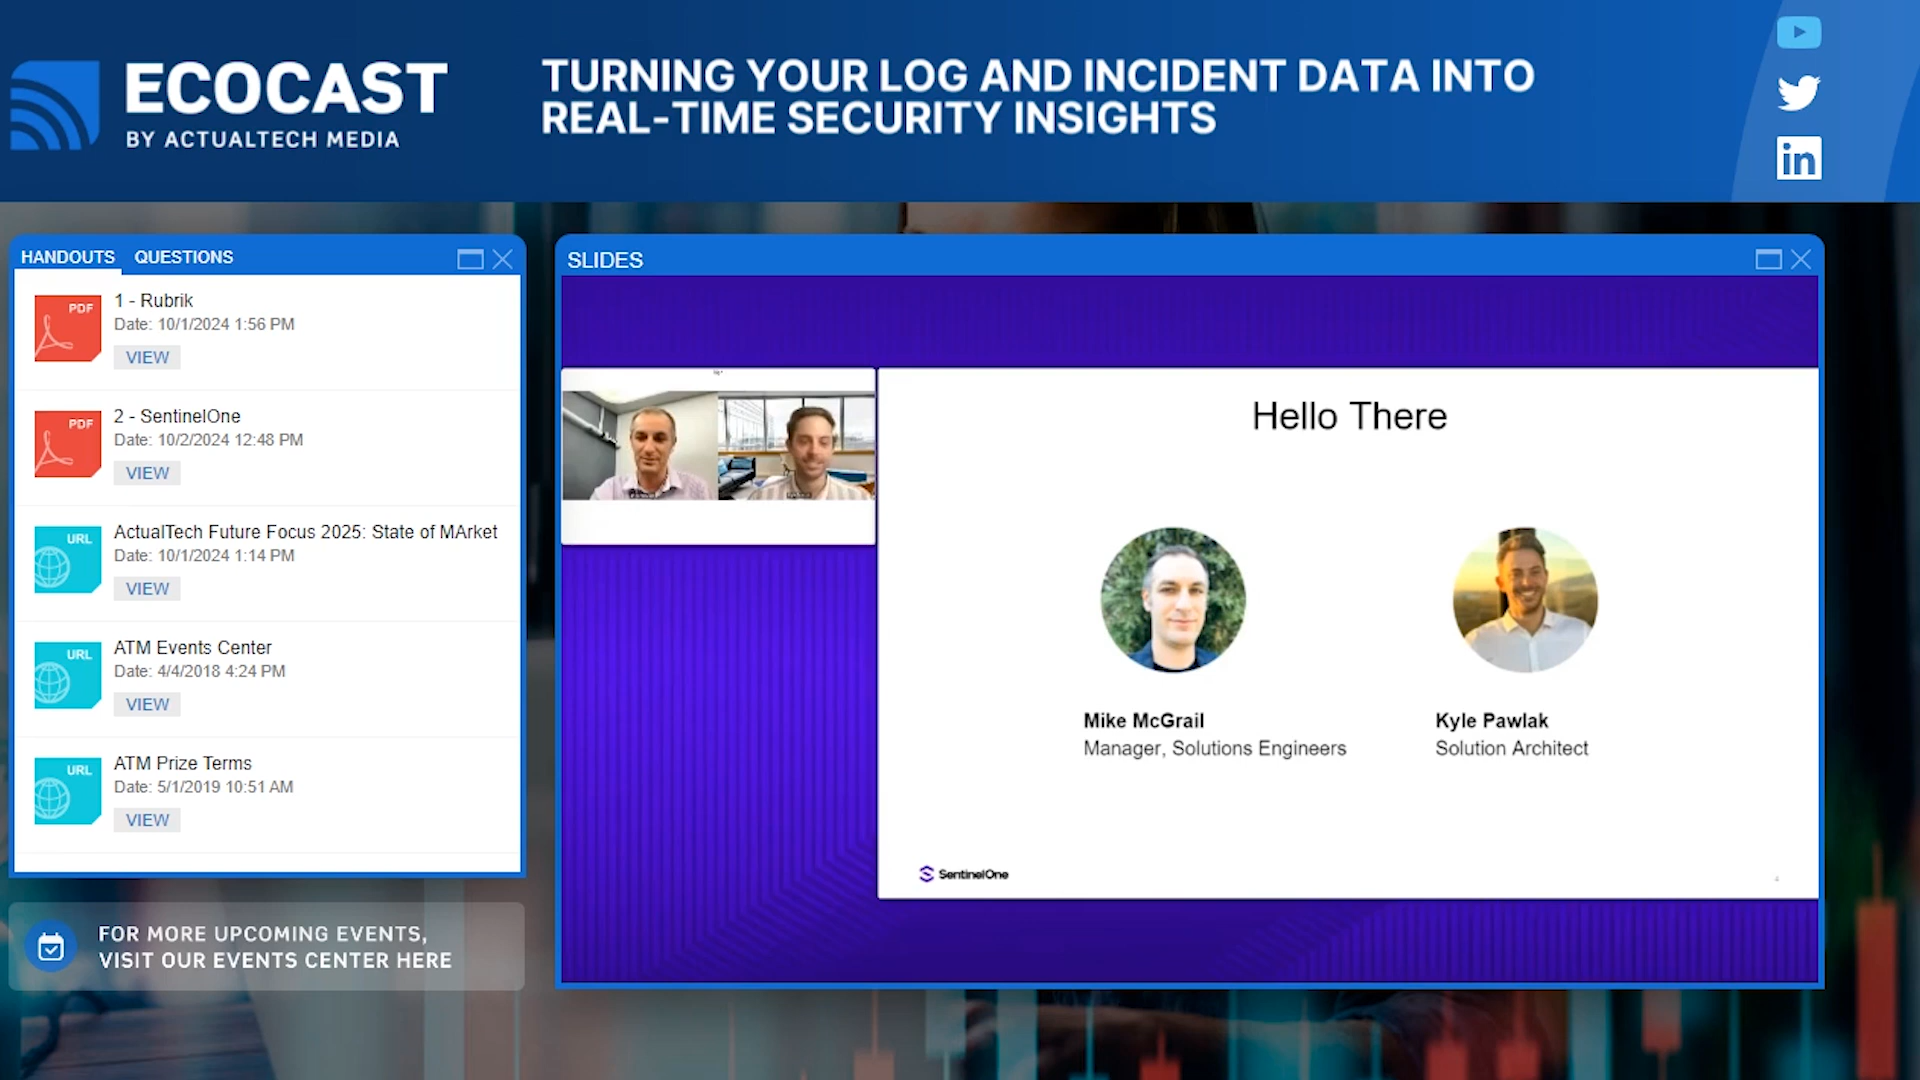 ECOCAST
BY ACTUALTECH MEDIA
TURNING YOUR LOG AND INCIDENT DATA INTO
REAL-TIME SECURITY INSIGHTS
in
HANDOUTS QUESTIONS
PDF
1 - Rubrik
Date: 10/1/2024 1:56 PM
VIEW
PDF
2 - SentinelOne
Date: 10/2/2024 12:48 PM
VIEW
URL
ActualTech Future Focus 2025: State of MArket
Date: 10/1/2024 1:14 PM
VIEW
URL
ATM Events Center
Date: 4/4/2018 4:24 PM
VIEW
URL
ATM Prize Terms
Date: 5/1/2019 10:51 AM
VIEW
FOR MORE UPCOMING EVENTS,
VISIT OUR EVENTS CENTER HERE
SLIDES
Hello There
Mike McGrail
Manager, Solutions Engineers
Kyle Pawlak
Solution Architect
SentinelOne
4